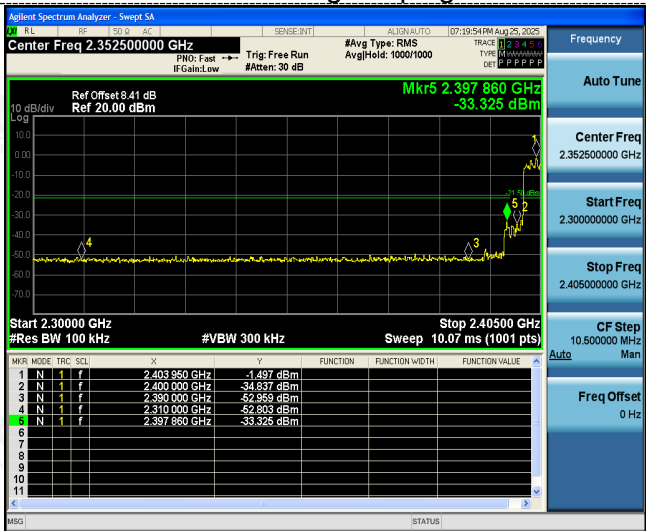 Agilent Spectrum Analyzer - Swept SA
RL RF 50 Ω AC SENSE:INT ALIGN AUTO 07:19:54 PM Aug 25, 2025
Center Freq 2.352500000 GHz
PNO: Fast
IFGain:Low
Trig: Free Run
#Atten: 30 dB
#Avg Type: RMS
Avg|Hold: 1000/1000
TRACE 1 2 3 4 5 6
TYPE M
DET P P P P P P
Ref Offset 8.41 dB
Ref 20.00 dBm
10 dB/div
Log
Mkr5 2.397 860 GHz
-33.325 dBm
10.0
0.00
-10.0
-20.0
-30.0
-40.0
-50.0
-60.0
-70.0
1
-21.50 dBm
5
2
3
4
Start 2.30000 GHz
Stop 2.40500 GHz
#Res BW 100 kHz
#VBW 300 kHz
Sweep 10.07 ms (1001 pts)
MKR MODE TRC SCL X Y FUNCTION FUNCTION WIDTH FUNCTION VALUE
1 N 1 f 2.403 950 GHz -1.497 dBm
2 N 1 f 2.400 000 GHz -34.837 dBm
3 N 1 f 2.390 000 GHz -52.959 dBm
4 N 1 f 2.310 000 GHz -52.803 dBm
5 N 1 f 2.397 860 GHz -33.325 dBm
6
7
8
9
10
11
MSG
STATUS
Frequency
Auto Tune
Center Freq
2.352500000 GHz
Start Freq
2.300000000 GHz
Stop Freq
2.405000000 GHz
CF Step
10.500000 MHz
Auto Man
Freq Offset
0 Hz